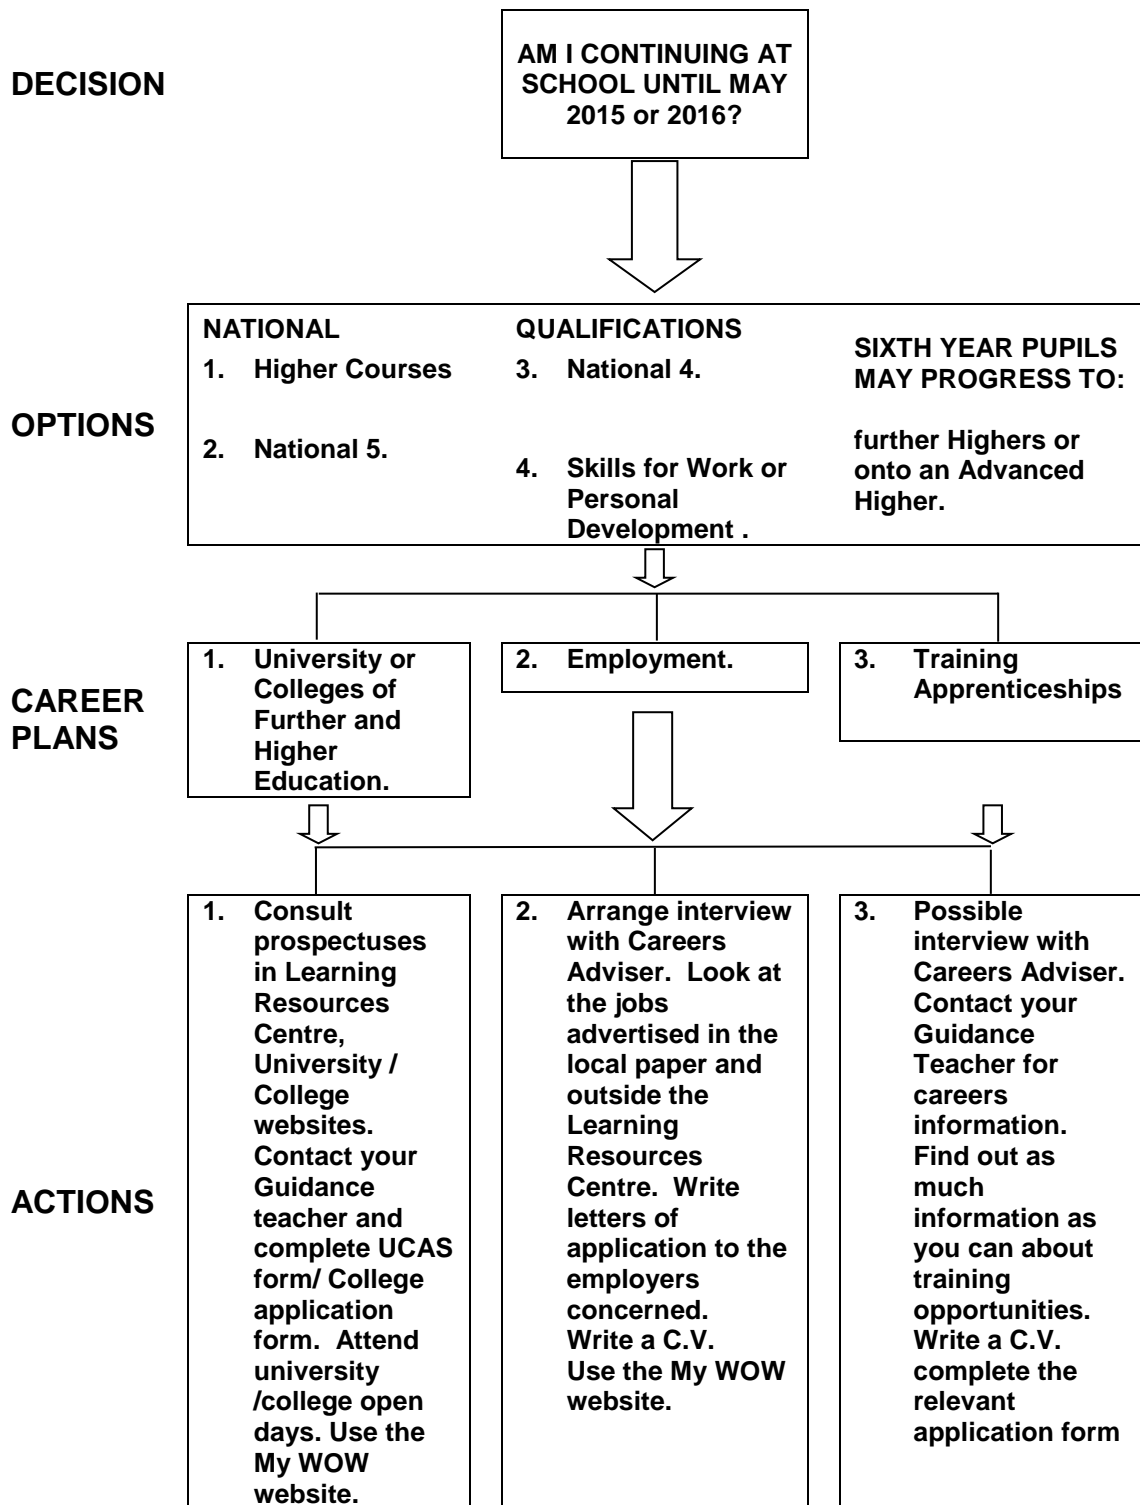 DECISION
AM I CONTINUING AT
SCHOOL UNTIL MAY
2015 or 2016?
OPTIONS
NATIONAL
1. Higher Courses
2. National 5.
QUALIFICATIONS
3. National 4.
4. Skills for Work or
Personal
Development .
SIXTH YEAR PUPILS
MAY PROGRESS TO:
further Highers or
onto an Advanced
Higher.
CAREER
PLANS
1. University or
Colleges of
Further and
Higher
Education.
2. Employment.
3. Training
Apprenticeships
ACTIONS
1. Consult
prospectuses
in Learning
Resources
Centre,
University /
College
websites.
Contact your
Guidance
teacher and
complete UCAS
form/ College
application
form. Attend
university
/college open
days. Use the
My WOW
website.
2. Arrange interview
with Careers
Adviser. Look at
the jobs
advertised in the
local paper and
outside the
Learning
Resources
Centre. Write
letters of
application to the
employers
concerned.
Write a C.V.
Use the My WOW
website.
3. Possible
interview with
Careers Adviser.
Contact your
Guidance
Teacher for
careers
information.
Find out as
much
information as
you can about
training
opportunities.
Write a C.V.
complete the
relevant
application form